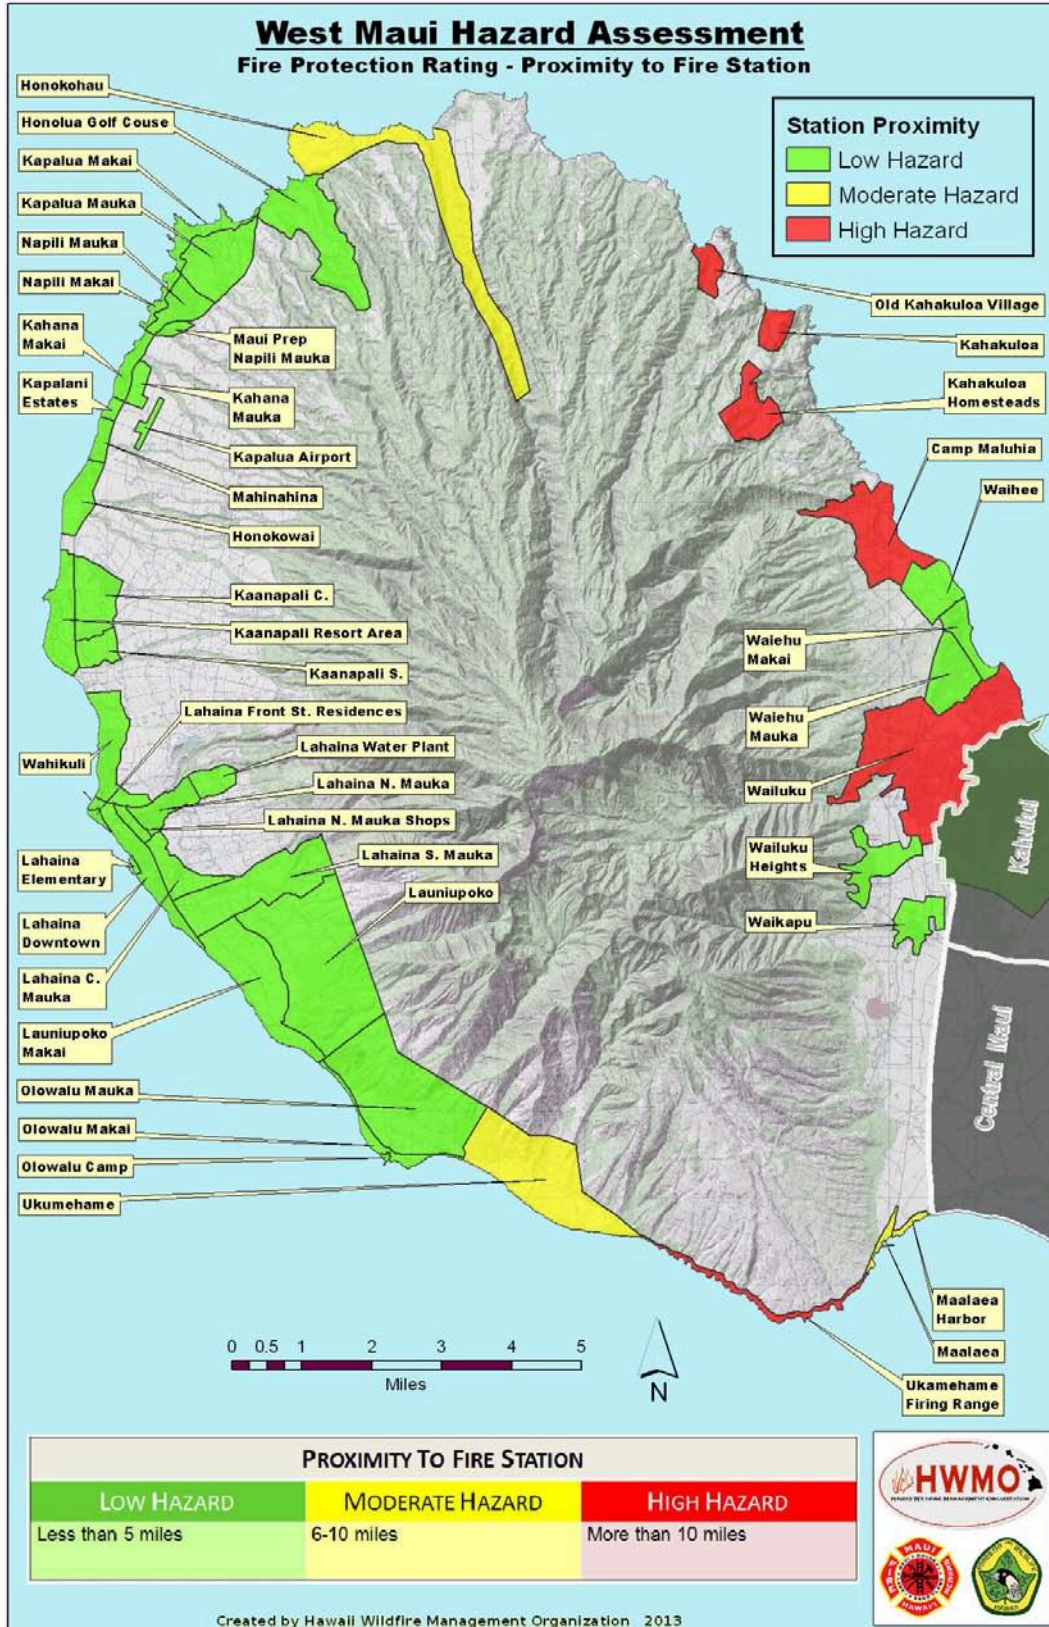 West Maui Hazard Assessment
Fire Protection Rating - Proximity to Fire Station
Station Proximity
Low Hazard
Moderate Hazard
High Hazard
Honokohau
Honolua Golf Couse
Kapalua Makai
Kapalua Mauka
Napili Mauka
Napili Makai
Kahana
Makai
Kapalani
Estates
Maui Prep
Napili Mauka
Kahana
Mauka
Kapalua Airport
Mahinahina
Honokowai
Kaanapali C.
Kaanapali Resort Area
Kaanapali S.
Lahaina Front St. Residences
Wahikuli
Lahaina Water Plant
Lahaina N. Mauka
Lahaina N. Mauka Shops
Lahaina S. Mauka
Launiupoko
Lahaina
Elementary
Lahaina
Downtown
Lahaina C.
Mauka
Launiupoko
Makai
Olowalu Mauka
Olowalu Makai
Olowalu Camp
Ukumehame
Old Kahakuloa Village
Kahakuloa
Kahakuloa
Homesteads
Camp Maluhia
Waihee
Waiehu
Makai
Waiehu
Mauka
Wailuku
Wailuku
Heights
Waikapu
Kahului
Central Maui
Maalaea
Harbor
Maalaea
Ukamehame
Firing Range
0 0.5 1 2 3 4 5
Miles
N
PROXIMITY TO FIRE STATION
LOW HAZARD MODERATE HAZARD HIGH HAZARD
Less than 5 miles 6-10 miles More than 10 miles
HWMO
HAWAII WILDFIRE MANAGEMENT ORGANIZATION
MAUI
FIRE
HAWAII
Created by Hawaii Wildfire Management Organization 2013